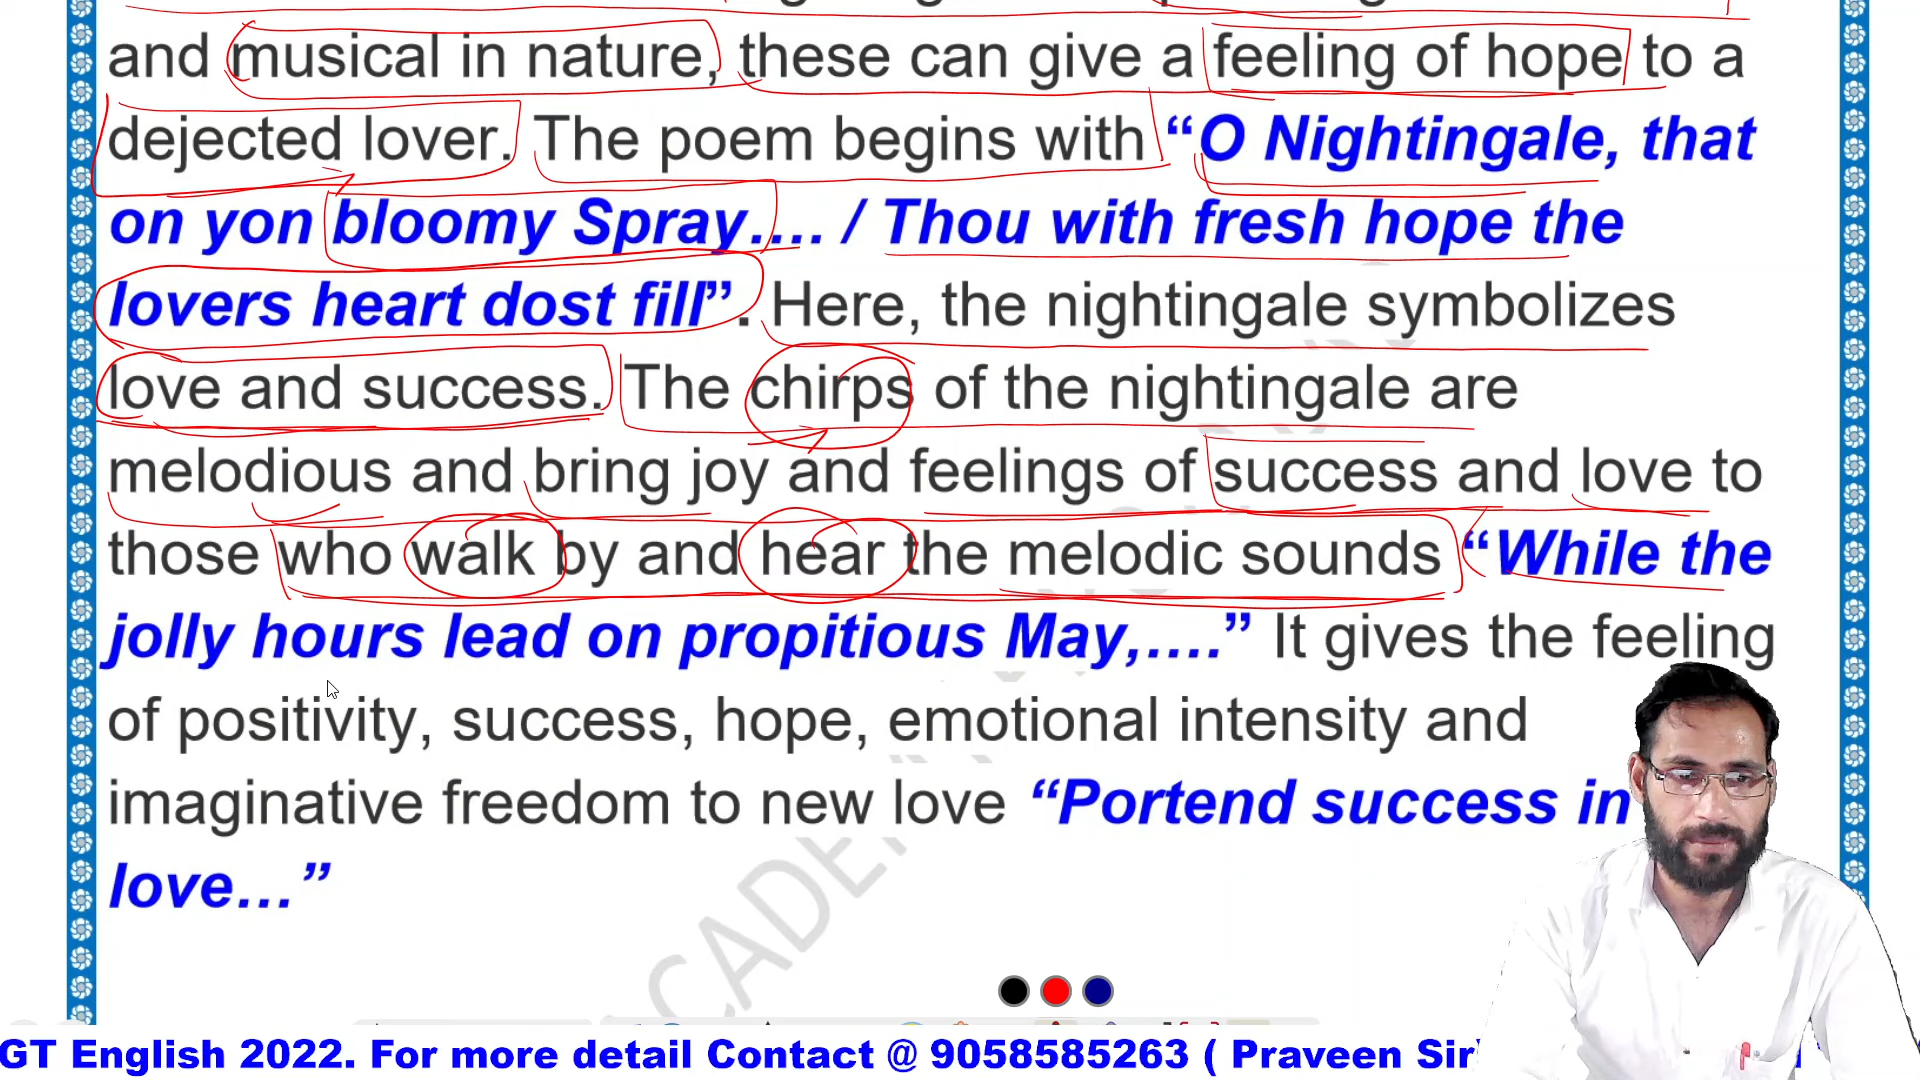 and musical in nature, these can give a feeling of hope to a
dejected lover. The poem begins with “O Nightingale, that
on yon bloomy Spray.... / Thou with fresh hope the
lovers heart dost fill”. Here, the nightingale symbolizes
love and success. The chirps of the nightingale are
melodious and bring joy and feelings of success and love to
those who walk by and hear the melodic sounds “While the
jolly hours lead on propitious May,....” It gives the feeling
of positivity, success, hope, emotional intensity and
imaginative freedom to new love “Portend success in
love...”
GT English 2022. For more detail Contact @ 9058585263 ( Praveen Sir)